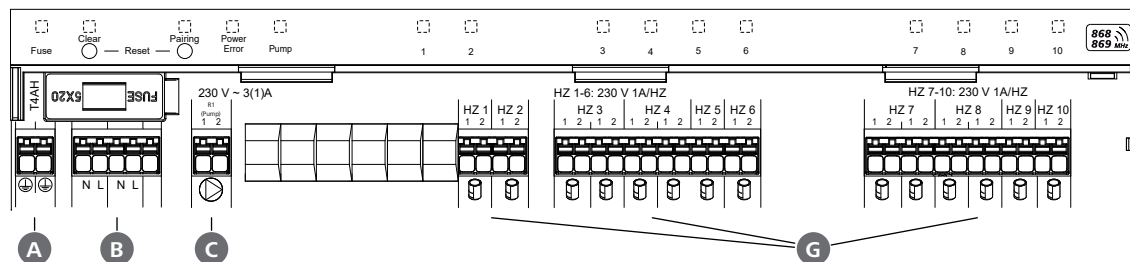 Fuse Clear Reset Pairing Power Error Pump 1 2 3 4 5 6 7 8 9 10
868
869 MHz
T4AH
FUSE
5X20
230 V ~ 3(1)A
HZ 1-6: 230 V 1A/HZ
HZ 7-10: 230 V 1A/HZ
R1
(Pump)
1 2
HZ 1 HZ 2 HZ 3 HZ 4 HZ 5 HZ 6 HZ 7 HZ 8 HZ 9 HZ 10
1 2 1 2 1 2 1 2 1 2 1 2 1 2 1 2 1 2 1 2 1 2 1 2 1 2 1 2
N L N L
A B C G